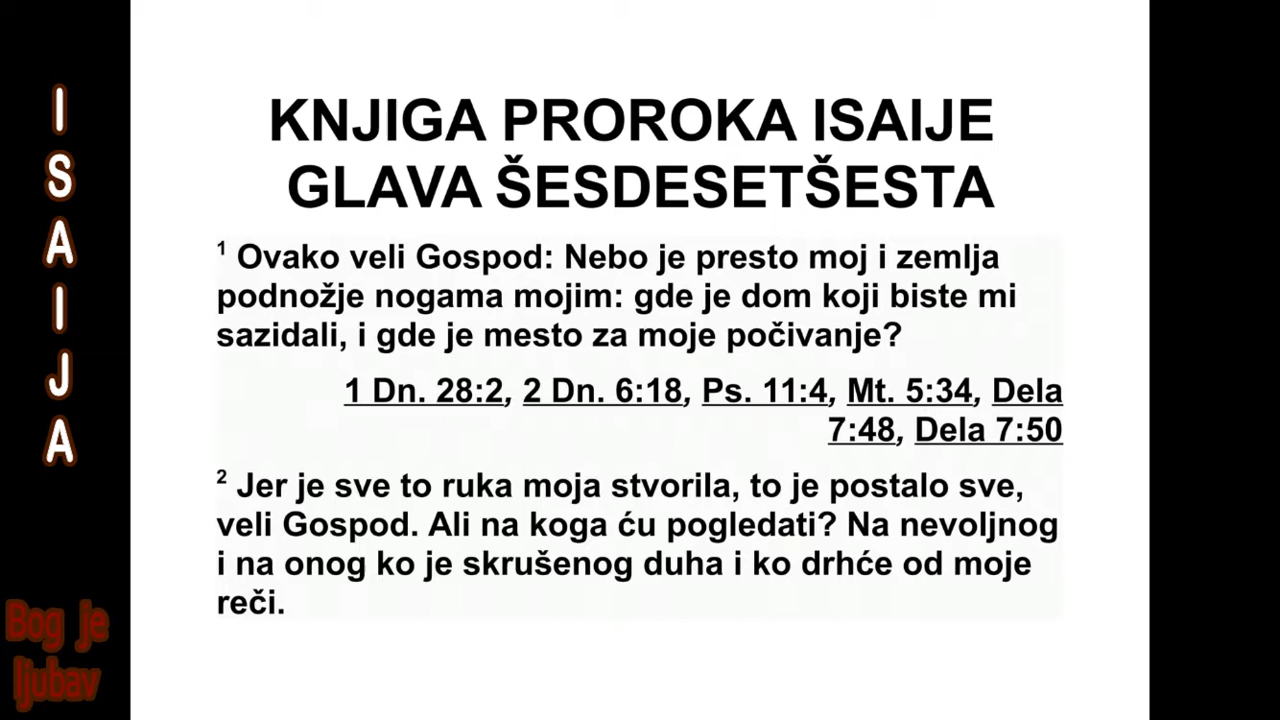 ISAIJA
Bog je
ljubav
KNJIGA PROROKA ISAIJE
GLAVA ŠESDESETŠESTA
1 Ovako veli Gospod: Nebo je presto moj i zemlja
podnožje nogama mojim: gde je dom koji biste mi
sazidali, i gde je mesto za moje počivanje?
1 Dn. 28:2, 2 Dn. 6:18, Ps. 11:4, Mt. 5:34, Dela
7:48, Dela 7:50
2 Jer je sve to ruka moja stvorila, to je postalo sve,
veli Gospod. Ali na koga ću pogledati? Na nevoljnog
i na onog ko je skrušenog duha i ko drhće od moje
reči.